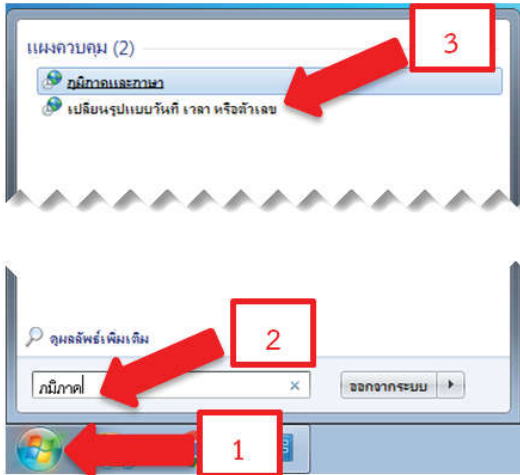 แผงควบคุม (2)
3
ภูมิภาคและภาษา
เปลี่ยนรูปแบบวันที่ เวลา หรือตัวเลข
ดูผลลัพธ์เพิ่มเติม
2
ภมิภาค
ออกจากระบบ
1